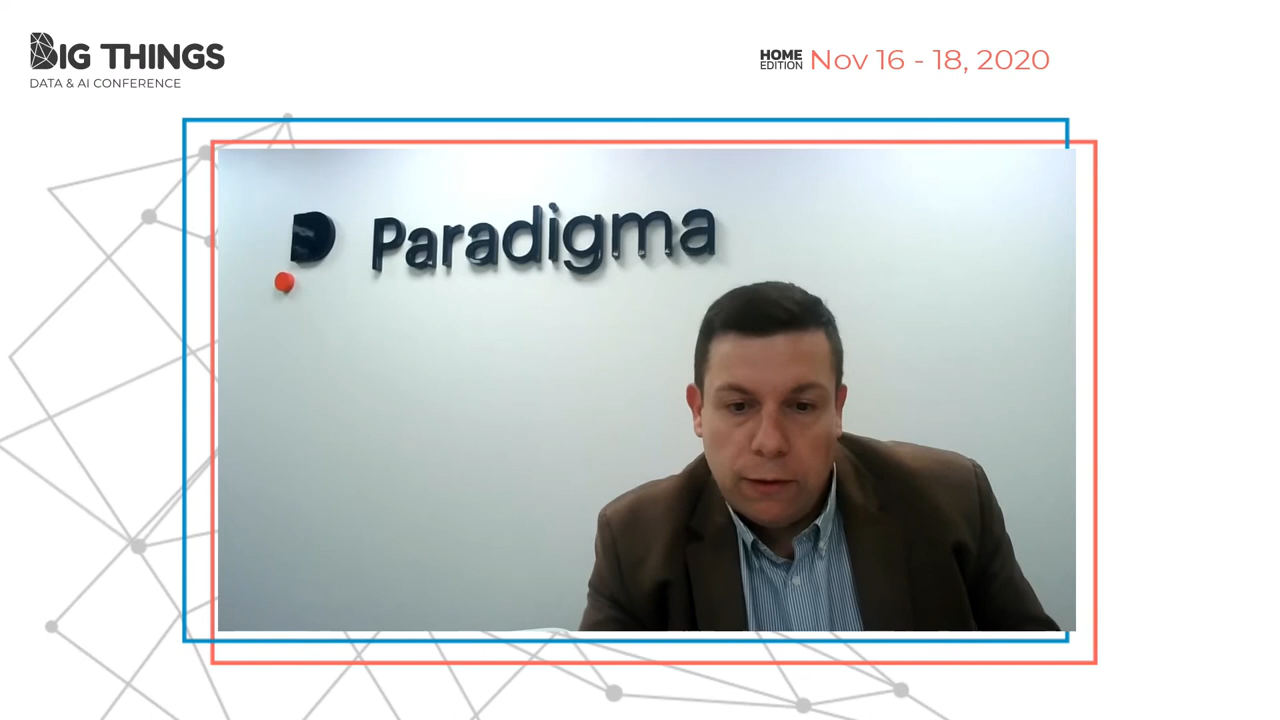 BIG THINGS
DATA & AI CONFERENCE
HOME
EDITION
Nov 16 - 18, 2020
Paradigma